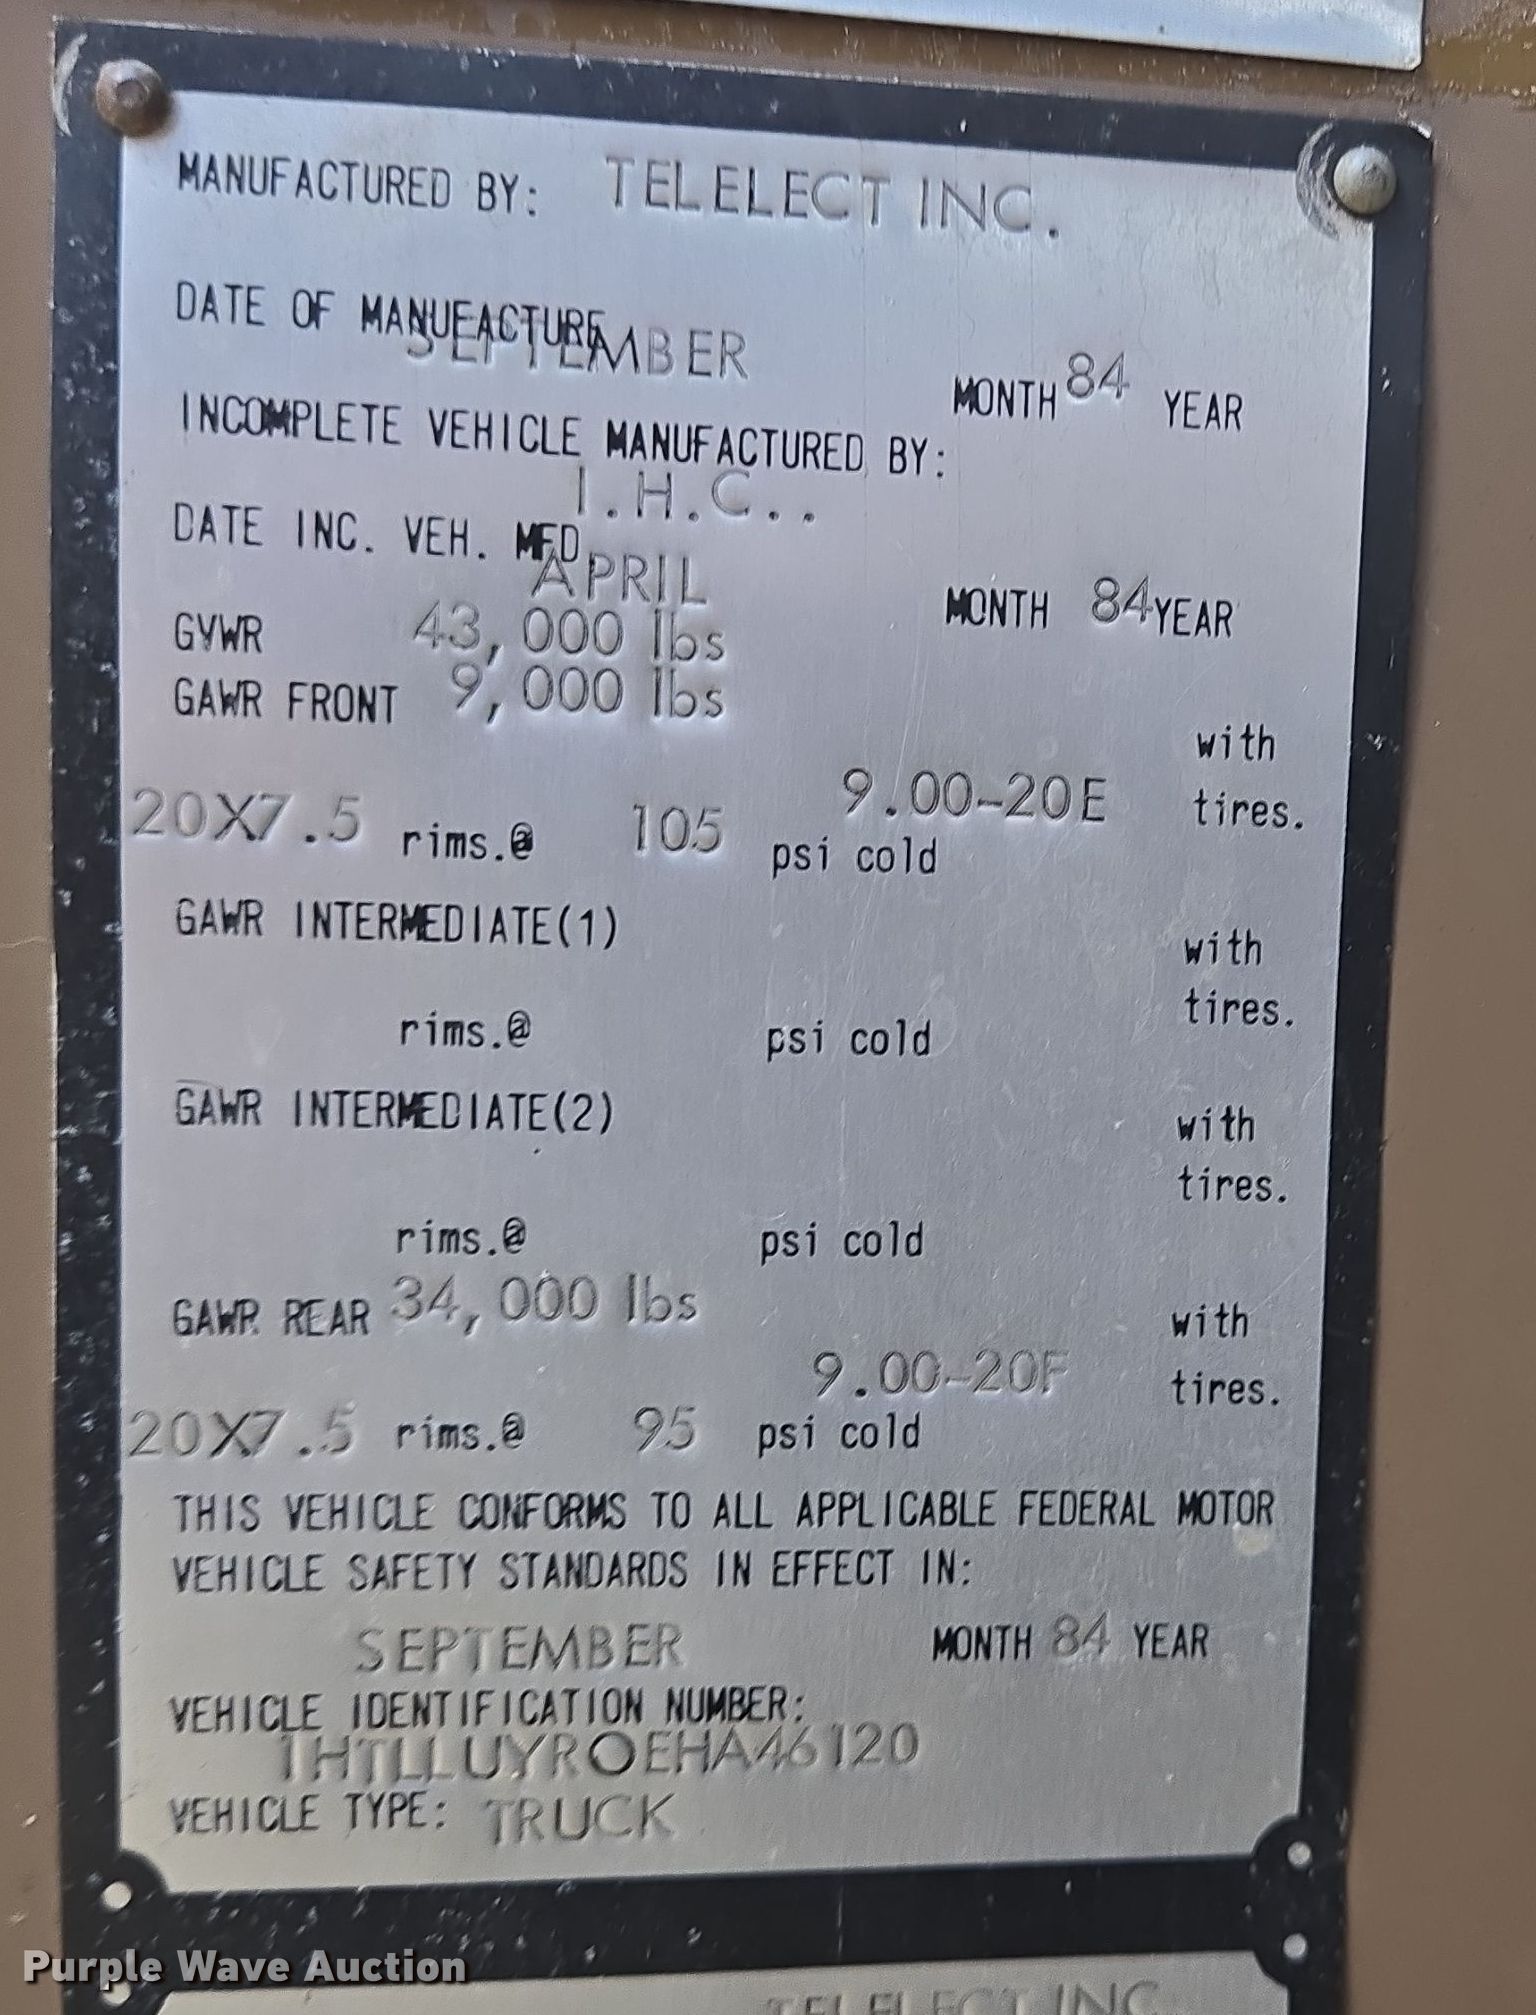 MANUFACTURED BY: TELELECT INC.
DATE OF MANUFACTURE
SEPTEMBER MONTH 84 YEAR
INCOMPLETE VEHICLE MANUFACTURED BY:
I.H.C..
DATE INC. VEH. MFD.
APRIL MONTH 84 YEAR
GVWR 43,000 lbs
GAWR FRONT 9,000 lbs
with
9.00-20E tires.
20X7.5 rims.@ 105 psi cold
GAWR INTERMEDIATE(1)
with
tires.
rims.@ psi cold
GAWR INTERMEDIATE(2)
with
tires.
rims.@ psi cold
GAWR REAR 34,000 lbs
with
9.00-20F tires.
20X7.5 rims.@ 95 psi cold
THIS VEHICLE CONFORMS TO ALL APPLICABLE FEDERAL MOTOR
VEHICLE SAFETY STANDARDS IN EFFECT IN:
SEPTEMBER MONTH 84 YEAR
VEHICLE IDENTIFICATION NUMBER:
1HTLLUYROEHA46120
VEHICLE TYPE: TRUCK
Purple Wave Auction
TELELECT INC